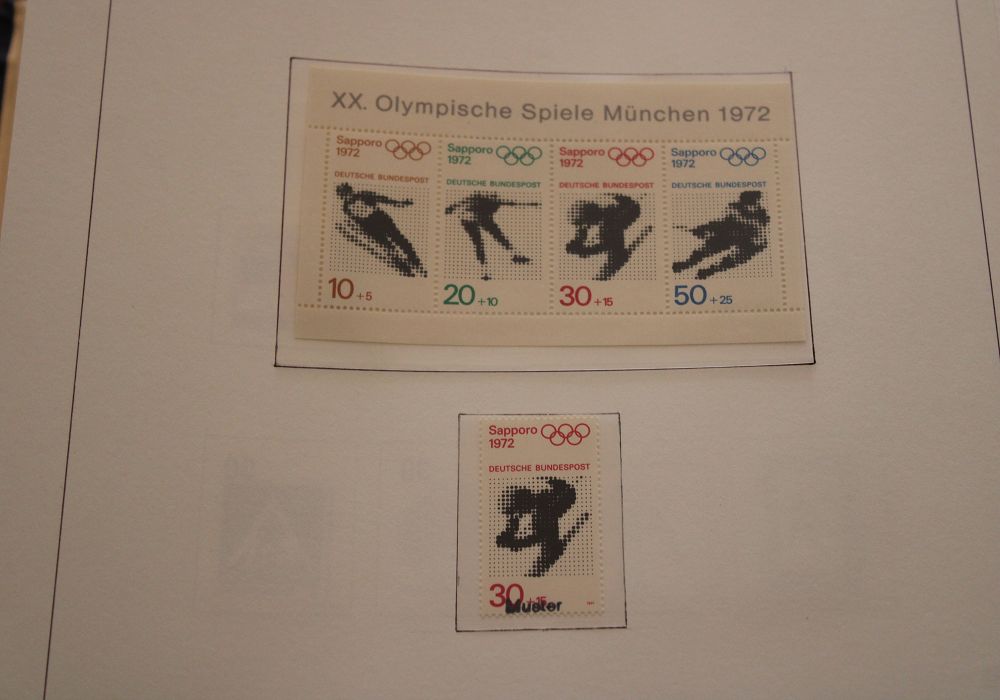 XX. Olympische Spiele München 1972
Sapporo
1972
DEUTSCHE BUNDESPOST
10+5
Sapporo
1972
DEUTSCHE BUNDESPOST
20+10
Sapporo
1972
DEUTSCHE BUNDESPOST
30+15
Sapporo
1972
DEUTSCHE BUNDESPOST
50+25
Sapporo
1972
DEUTSCHE BUNDESPOST
30+15
Muster